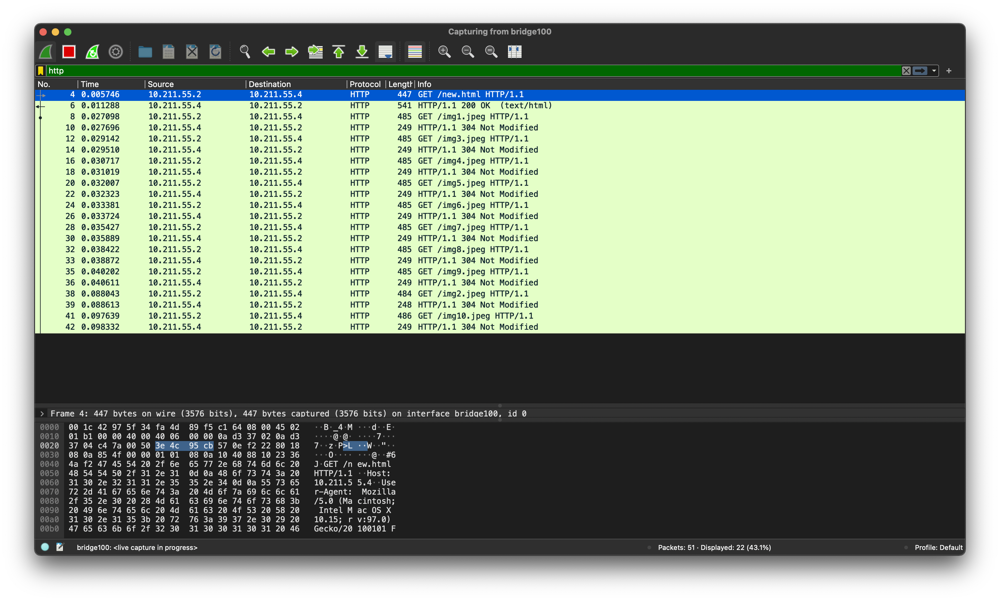 Capturing from bridge100
http
No. Time Source Destination Protocol Length Info
4 0.005746 10.211.55.2 10.211.55.4 HTTP 447 GET /new.html HTTP/1.1
6 0.011288 10.211.55.4 10.211.55.2 HTTP 541 HTTP/1.1 200 OK (text/html)
8 0.027098 10.211.55.2 10.211.55.4 HTTP 485 GET /img1.jpeg HTTP/1.1
10 0.027696 10.211.55.4 10.211.55.2 HTTP 249 HTTP/1.1 304 Not Modified
12 0.029142 10.211.55.2 10.211.55.4 HTTP 485 GET /img3.jpeg HTTP/1.1
14 0.029510 10.211.55.4 10.211.55.2 HTTP 249 HTTP/1.1 304 Not Modified
16 0.030717 10.211.55.2 10.211.55.4 HTTP 485 GET /img4.jpeg HTTP/1.1
18 0.031019 10.211.55.4 10.211.55.2 HTTP 249 HTTP/1.1 304 Not Modified
20 0.032007 10.211.55.2 10.211.55.4 HTTP 485 GET /img5.jpeg HTTP/1.1
22 0.032323 10.211.55.4 10.211.55.2 HTTP 249 HTTP/1.1 304 Not Modified
24 0.033381 10.211.55.2 10.211.55.4 HTTP 485 GET /img6.jpeg HTTP/1.1
26 0.033724 10.211.55.4 10.211.55.2 HTTP 249 HTTP/1.1 304 Not Modified
28 0.035427 10.211.55.2 10.211.55.4 HTTP 485 GET /img7.jpeg HTTP/1.1
30 0.035889 10.211.55.4 10.211.55.2 HTTP 249 HTTP/1.1 304 Not Modified
32 0.038422 10.211.55.2 10.211.55.4 HTTP 485 GET /img8.jpeg HTTP/1.1
33 0.038872 10.211.55.4 10.211.55.2 HTTP 249 HTTP/1.1 304 Not Modified
35 0.040202 10.211.55.2 10.211.55.4 HTTP 485 GET /img9.jpeg HTTP/1.1
36 0.040611 10.211.55.4 10.211.55.2 HTTP 249 HTTP/1.1 304 Not Modified
38 0.088043 10.211.55.2 10.211.55.4 HTTP 484 GET /img2.jpeg HTTP/1.1
39 0.088613 10.211.55.4 10.211.55.2 HTTP 248 HTTP/1.1 304 Not Modified
41 0.097639 10.211.55.2 10.211.55.4 HTTP 486 GET /img10.jpeg HTTP/1.1
42 0.098332 10.211.55.4 10.211.55.2 HTTP 249 HTTP/1.1 304 Not Modified
Frame 4: 447 bytes on wire (3576 bits), 447 bytes captured (3576 bits) on interface bridge100, id 0
0000 00 1c 42 97 5f 34 fa 4d 89 f5 c1 64 08 00 45 02 ··B·_4·M ···d··E·
0010 01 b1 00 00 40 00 40 06 00 00 0a d3 37 02 0a d3 ····@·@· ····7···
0020 37 04 c4 7a 00 50 3e 4c 95 cb 57 0e f2 22 80 18 7··z·P>L ··W··"··
0030 08 0a 85 4f 00 00 01 01 08 0a 10 40 88 10 23 36 ···O···· ···@··#6
0040 4a f2 47 45 54 20 2f 6e 65 77 2e 68 74 6d 6c 20 J·GET /n ew.html
0050 48 54 54 50 2f 31 2e 31 0d 0a 48 6f 73 74 3a 20 HTTP/1.1 ··Host:
0060 31 30 2e 32 31 31 2e 35 35 2e 34 0d 0a 55 73 65 10.211.5 5.4··Use
0070 72 2d 41 67 65 6e 74 3a 20 4d 6f 7a 69 6c 6c 61 r-Agent: Mozilla
0080 2f 35 2e 30 20 28 4d 61 63 69 6e 74 6f 73 68 3b /5.0 (Ma cintosh;
0090 20 49 6e 74 65 6c 20 4d 61 63 20 4f 53 20 58 20 Intel M ac OS X
00a0 31 30 2e 31 35 3b 20 72 76 3a 39 37 2e 30 29 20 10.15; r v:97.0)
00b0 47 65 63 6b 6f 2f 32 30 31 30 30 31 30 31 20 46 Gecko/20 100101 F
bridge100: <live capture in progress> Packets: 51 · Displayed: 22 (43.1%) Profile: Default